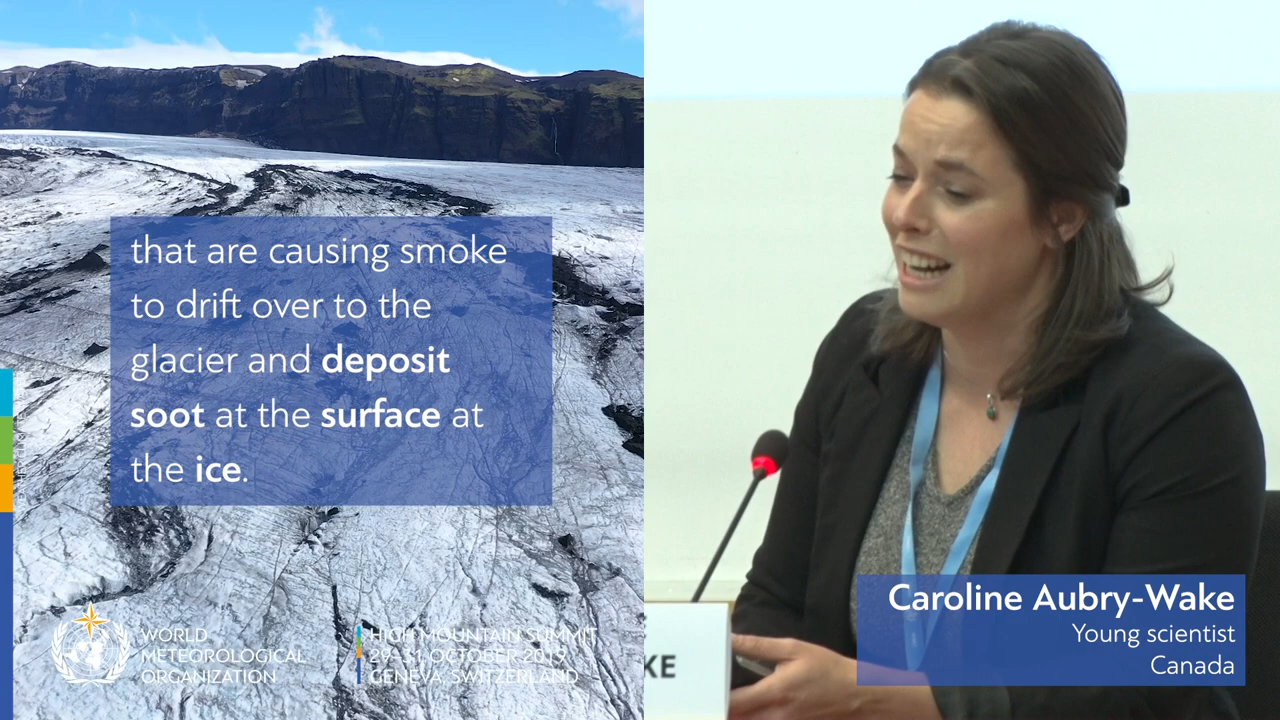 that are causing smoke
to drift over to the
glacier and deposit
soot at the surface at
the ice.
WORLD
METEOROLOGICAL
ORGANIZATION
HIGH MOUNTAIN SUMMIT
29-31 OCTOBER 2019
GENEVA, SWITZERLAND
KE
Caroline Aubry-Wake
Young scientist
Canada